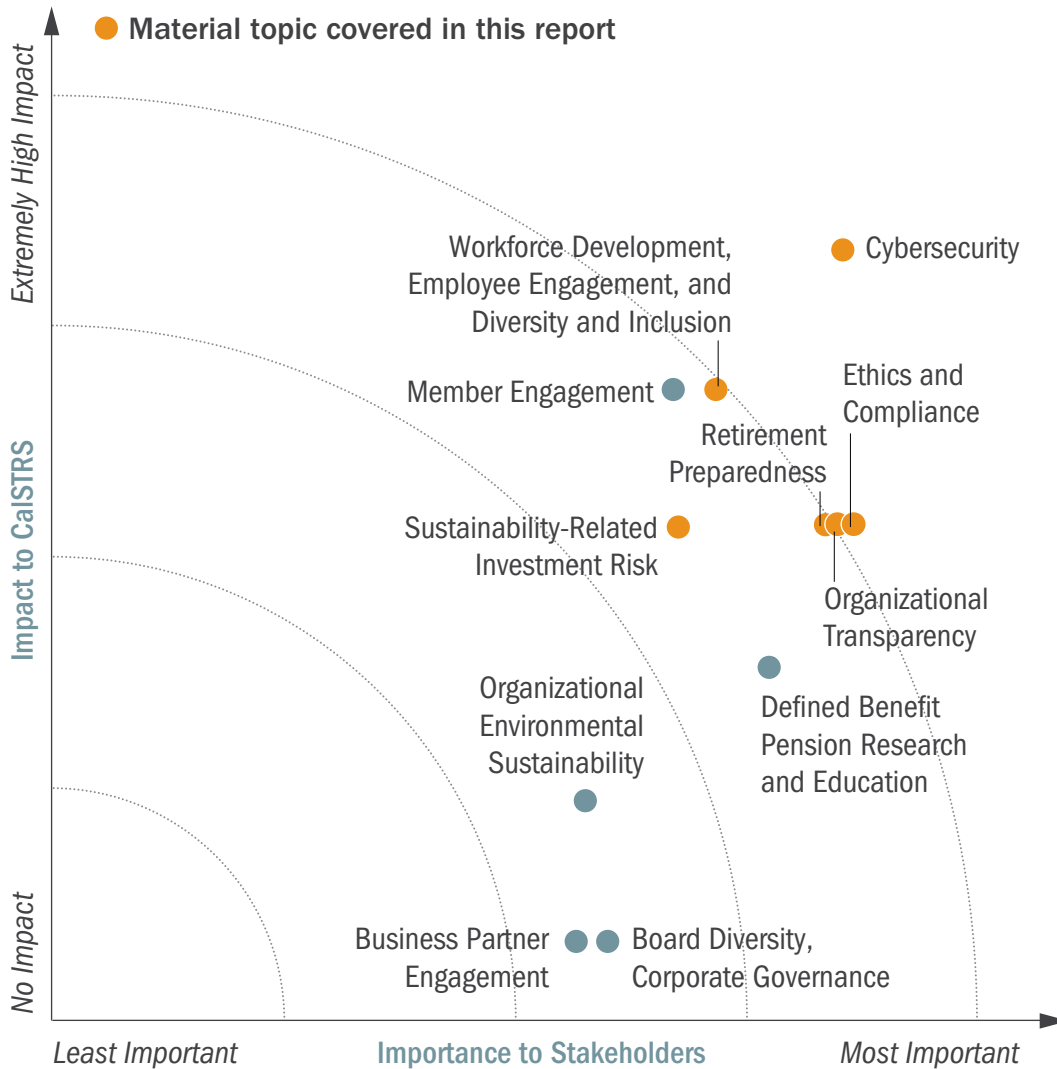 Material topic covered in this report
Extremely High Impact
Impact to CalSTRS
No Impact
Cybersecurity
Workforce Development,
Employee Engagement, and
Diversity and Inclusion
Member Engagement
Ethics and
Compliance
Retirement
Preparedness
Sustainability-Related
Investment Risk
Organizational
Transparency
Organizational
Environmental
Sustainability
Defined Benefit
Pension Research
and Education
Business Partner
Engagement
Board Diversity,
Corporate Governance
Least Important
Importance to Stakeholders
Most Important